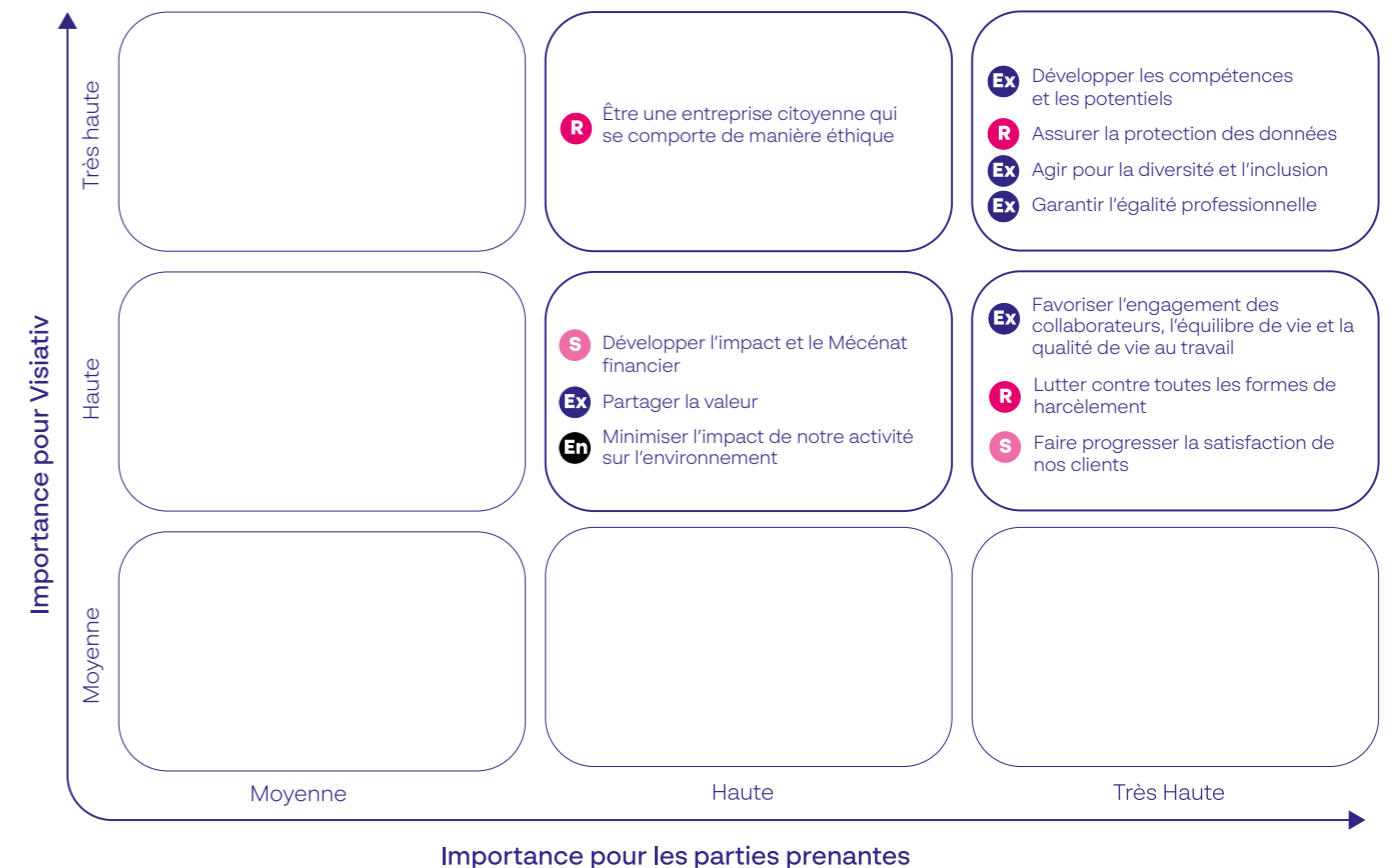 Importance pour Visiativ
Très haute
Haute
Moyenne
R
Être une entreprise citoyenne qui
se comporte de manière éthique
Ex
Développer les compétences
et les potentiels
R
Assurer la protection des données
Ex
Agir pour la diversité et l'inclusion
Ex
Garantir l'égalité professionnelle
S
Développer l'impact et le Mécénat
financier
Ex
Partager la valeur
En
Minimiser l'impact de notre activité
sur l'environnement
Ex
Favoriser l'engagement des
collaborateurs, l'équilibre de vie et la
qualité de vie au travail
R
Lutter contre toutes les formes de
harcèlement
S
Faire progresser la satisfaction de
nos clients
Moyenne
Haute
Très Haute
Importance pour les parties prenantes